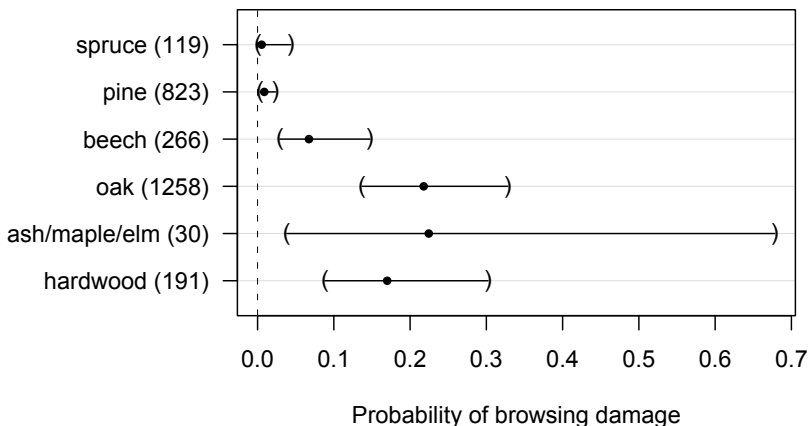 spruce (119)
pine (823)
beech (266)
oak (1258)
ash/maple/elm (30)
hardwood (191)
0.0 0.1 0.2 0.3 0.4 0.5 0.6 0.7
Probability of browsing damage